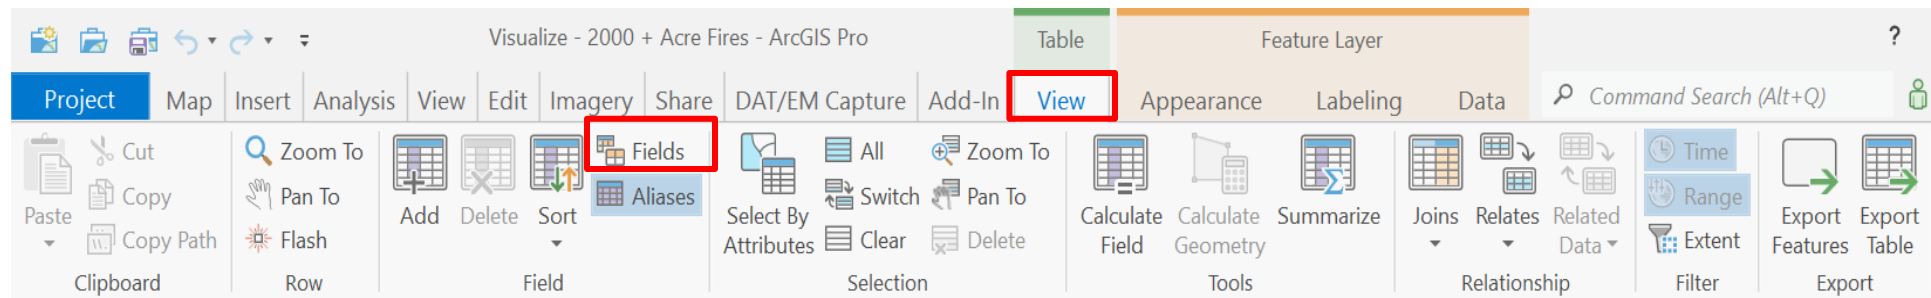 Visualize - 2000 + Acre Fires - ArcGIS Pro Table Feature Layer ?
Project Map Insert Analysis View Edit Imagery Share DAT/EM Capture Add-In View Appearance Labeling Data Command Search (Alt+Q)
Paste
Cut
Copy
Copy Path
Clipboard
Zoom To
Pan To
Flash
Row
Add
Delete
Sort
Fields
Aliases
Field
Select By
Attributes
All
Switch
Clear
Zoom To
Pan To
Delete
Selection
Calculate
Field
Calculate
Geometry
Summarize
Tools
Joins
Relates
Related
Data
Relationship
Time
Range
Extent
Filter
Export
Features
Export
Table
Export